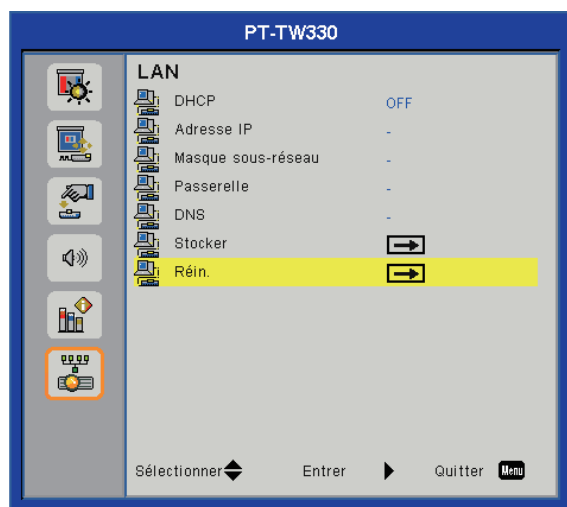 PT-TW330
LAN
DHCP OFF
Adresse IP -
Masque sous-réseau -
Passerelle -
DNS -
Stocker
Réin.
Sélectionner Entrer Quitter Menu